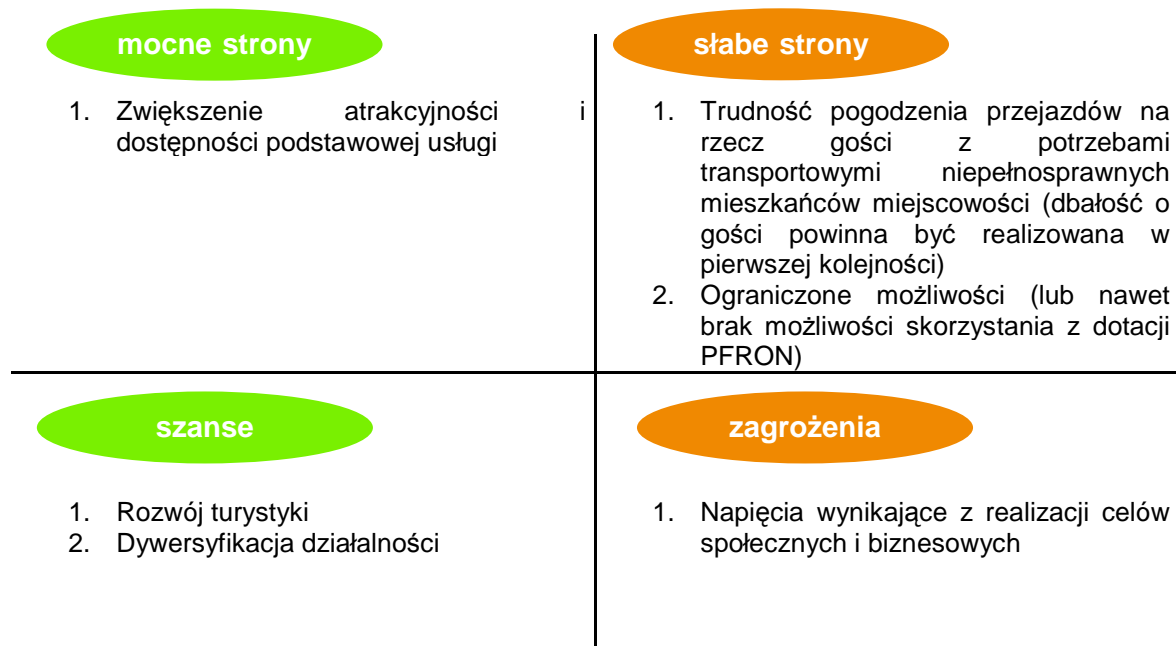 mocne strony
1. Zwiększenie atrakcyjności i
dostępności podstawowej usługi
słabe strony
1. Trudność pogodzenia przejazdów na
rzecz gości z potrzebami
transportowymi niepełnosprawnych
mieszkańców miejscowości (dbałość o
gości powinna być realizowana w
pierwszej kolejności)
2. Ograniczone możliwości (lub nawet
brak możliwości skorzystania z dotacji
PFRON)
szanse
1. Rozwój turystyki
2. Dywersyfikacja działalności
zagrożenia
1. Napięcia wynikające z realizacji celów
społecznych i biznesowych